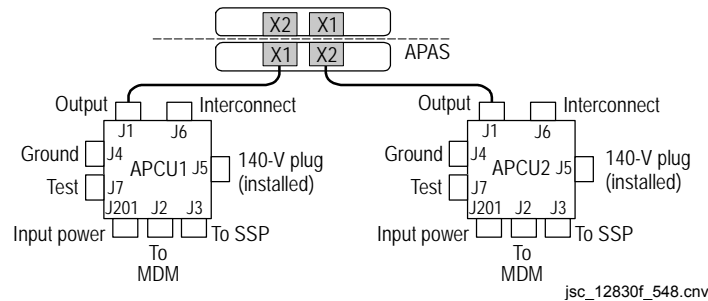 X2 X1
APAS
X1 X2
Output
Interconnect
J1 J6
Ground
J4
APCU1 J5
140-V plug
(installed)
Test
J7
J201 J2 J3
Input power
To SSP
To
MDM
Output
Interconnect
J1 J6
Ground
J4
APCU2 J5
140-V plug
(installed)
Test
J7
J201 J2 J3
Input power
To SSP
To
MDM
jsc_12830f_548.cnv